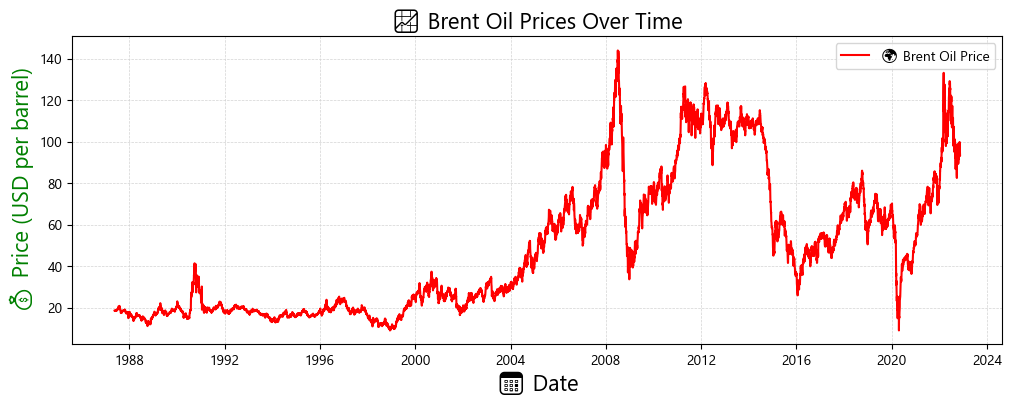 Brent Oil Prices Over Time
🌍 Brent Oil Price
💰 Price (USD per barrel)
140
120
100
80
60
40
20
1988 1992 1996 2000 2004 2008 2012 2016 2020 2024
📅 Date